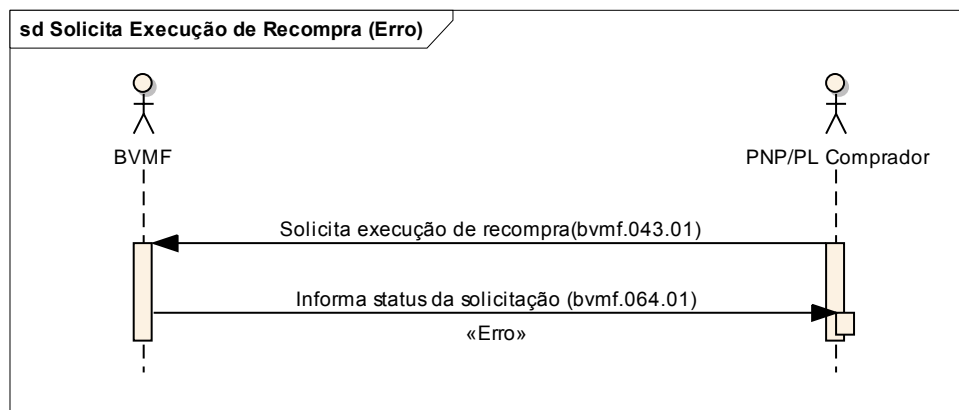 sd Solicita Execução de Recompra (Erro)
BVMF
PNP/PL Comprador
Solicita execução de recompra(bvmf.043.01)
Informa status da solicitação (bvmf.064.01)
«Erro»